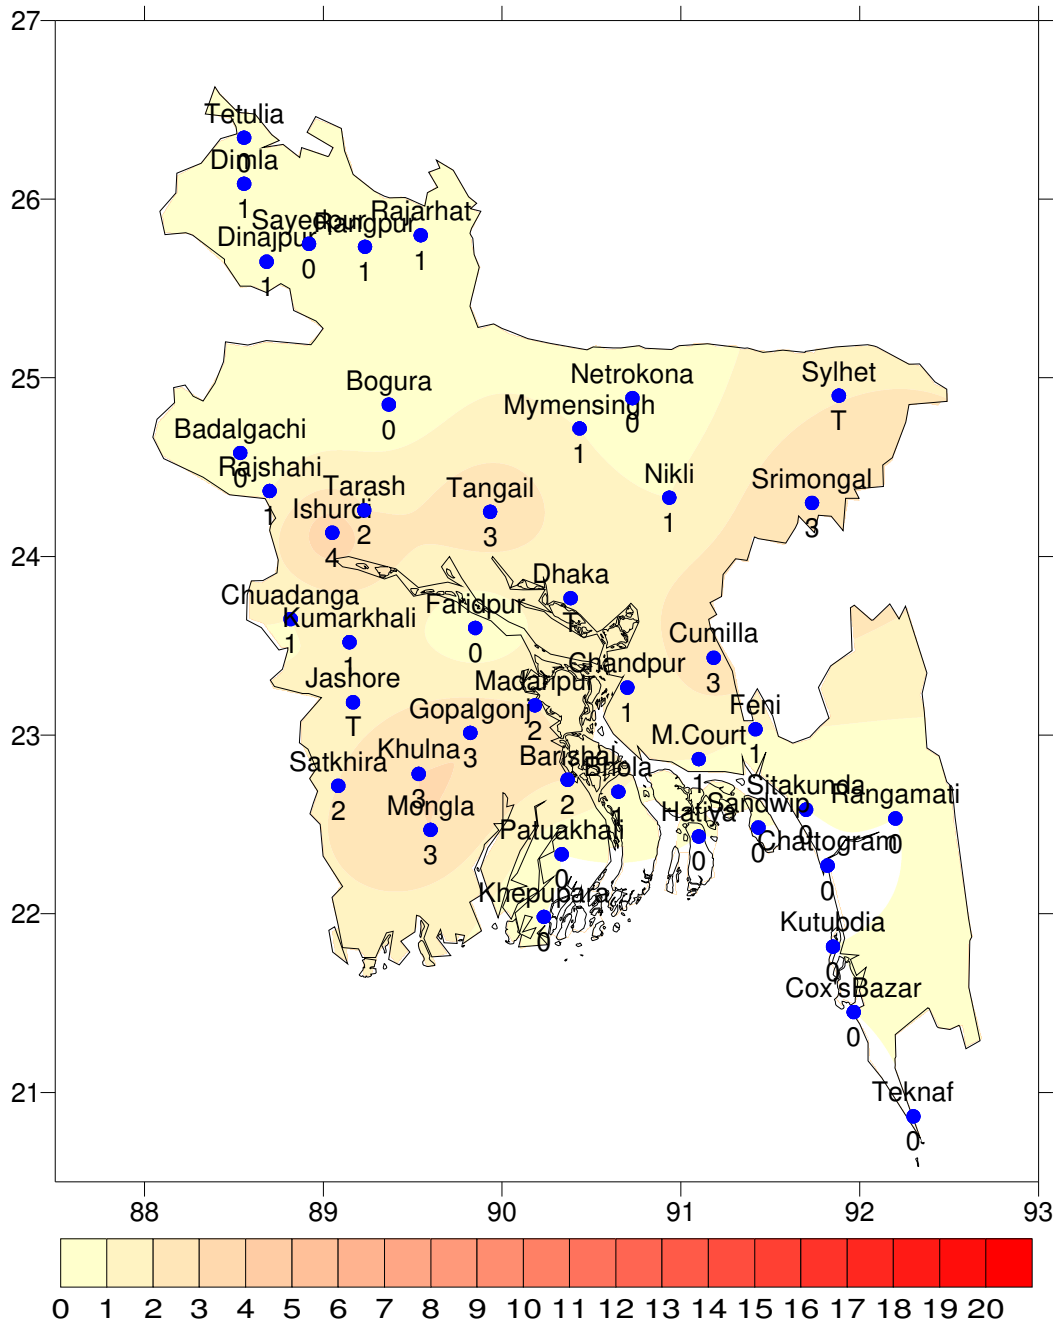 27
Tetulia
0
Dimla
1
26
Rajarhat
1
Sayedpur
0
Rangpur
1
Dinajpur
1
25
Sylhet
T
Bogura
0
Netrokona
0
Mymensingh
1
Badalgachi
0
Rajshahi
1
Nikli
1
Srimongal
3
Tarash
2
Tangail
3
Ishurdi
4
24
Dhaka
T
Chuadanga
1
Faridpur
0
Kumarkhali
1
Cumilla
3
Chandpur
1
Jashore
T
Madaripur
2
Gopalgonj
3
Feni
1
23
M.Court
1
Khulna
3
Satkhira
2
Barishal
2
Bhola
1
Sitakunda
0
Rangamati
0
Mongla
3
Sandwip
0
Hatiya
0
Patuakhali
0
Chattogram
0
22
Khepupara
0
Kutubdia
0
Cox'sBazar
0
21
Teknaf
0
88 89 90 91 92 93
0 1 2 3 4 5 6 7 8 9 10 11 12 13 14 15 16 17 18 19 20